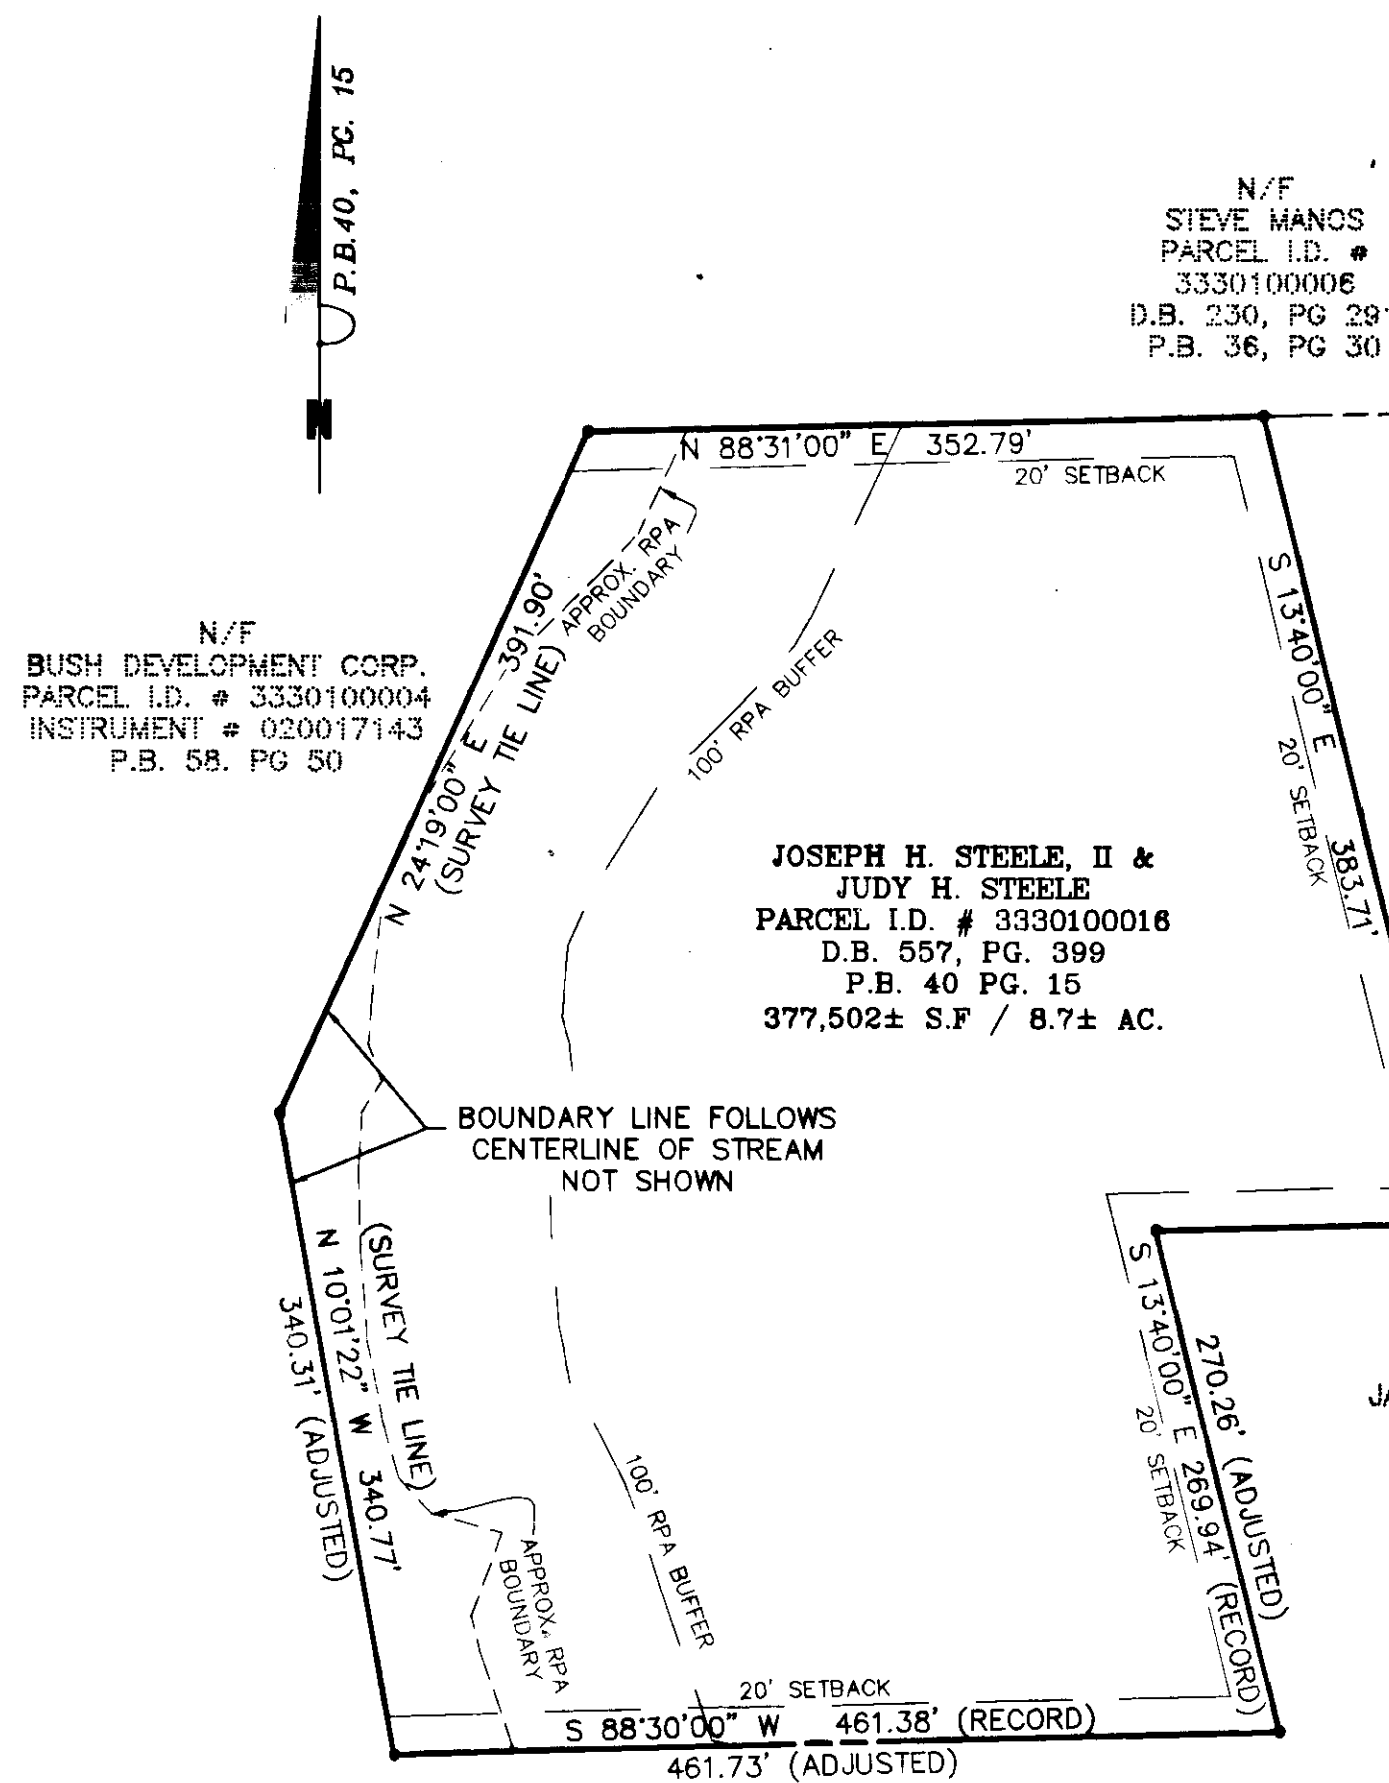 P.B.40, PG. 15
N
N/F
STEVE MANOS
PARCEL I.D. #
3330100006
D.B. 230, PG 29
P.B. 36, PG 30
N 88°31'00" E 352.79'
20' SETBACK
APPROX. RPA
BOUNDARY
N 24°19'00" E 391.90'
(SURVEY TIE LINE)
100' RPA BUFFER
S 13°40'00" E 383.71'
20' SETBACK
N/F
BUSH DEVELOPMENT CORP.
PARCEL I.D. # 3330100004
INSTRUMENT # 020017143
P.B. 58. PG 50
JOSEPH H. STEELE, II &
JUDY H. STEELE
PARCEL I.D. # 3330100016
D.B. 557, PG. 399
P.B. 40 PG. 15
377,502± S.F / 8.7± AC.
BOUNDARY LINE FOLLOWS
CENTERLINE OF STREAM
NOT SHOWN
(SURVEY TIE LINE)
N 10°01'22" W 340.77'
340.31' (ADJUSTED)
APPROX. RPA
BOUNDARY
100' RPA BUFFER
S 13°40'00" E 269.94' (RECORD)
270.26' (ADJUSTED)
20' SETBACK
20' SETBACK
S 88°30'00" W 461.38' (RECORD)
461.73' (ADJUSTED)